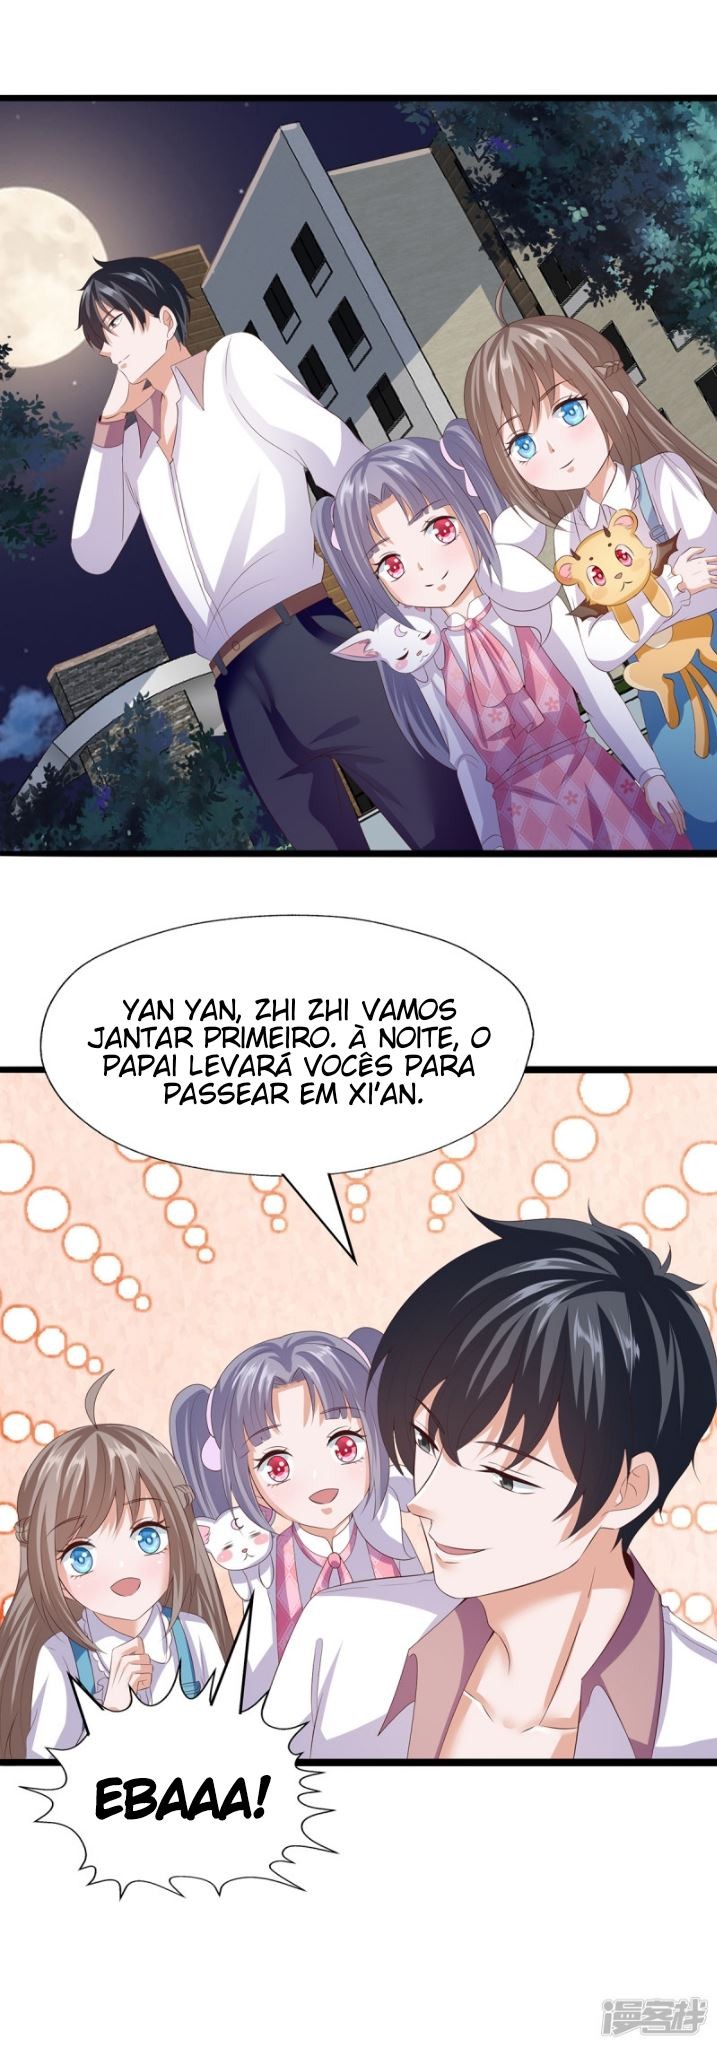 YAN YAN, ZHI ZHI VAMOS
JANTAR PRIMEIRO. À NOITE, O
PAPAI LEVARÁ VOCÊS PARA
PASSEAR EM XI'AN.
EBAAA!
漫客栈